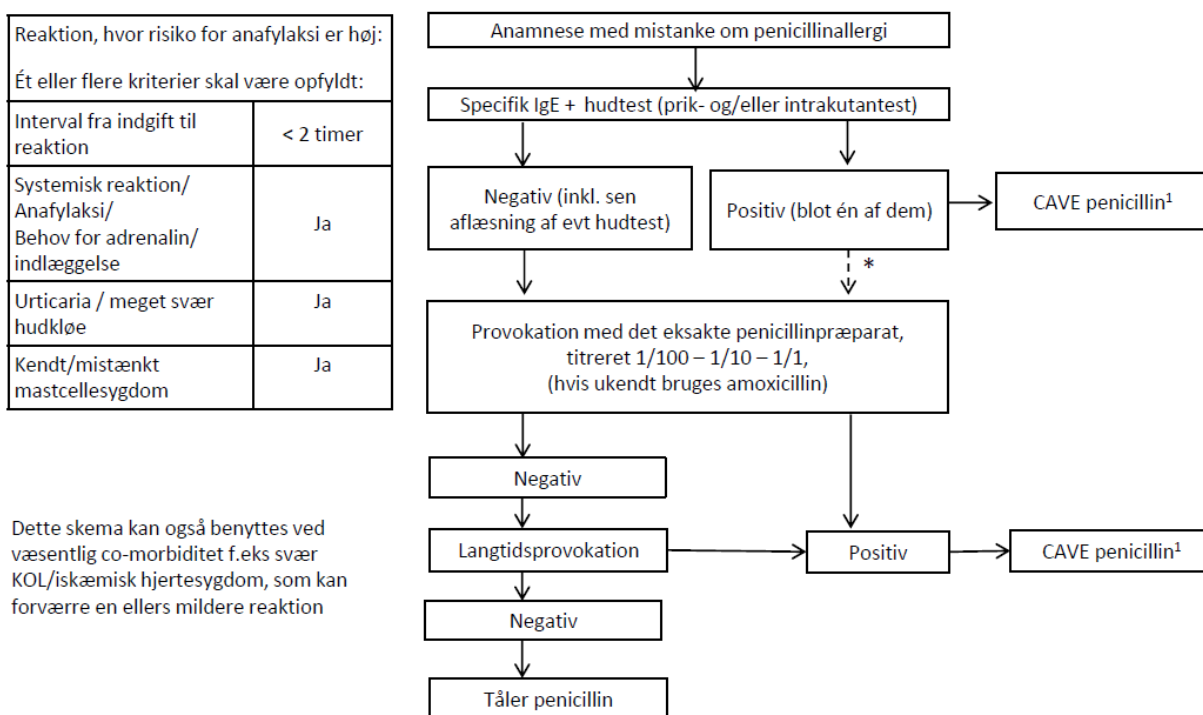 Reaktion, hvor risiko for anafylaksi er høj:
Ét eller flere kriterier skal være opfyldt:
Interval fra indgift til
reaktion
< 2 timer
Systemisk reaktion/
Anafylaksi/
Behov for adrenalin/
indlæggelse
Ja
Urticaria / meget svær
hudkløe
Ja
Kendt/mistænkt
mastcellesygdom
Ja
Dette skema kan også benyttes ved
væsentlig co-morbiditet f.eks svær
KOL/iskæmisk hjertesygdom, som kan
forværre en ellers mildere reaktion
Anamnese med mistanke om penicillinallergi
Specifik IgE + hudtest (prik- og/eller intrakutantest)
Negativ (inkl. sen
aflæsning af evt hudtest)
Positiv (blot én af dem)
CAVE penicillin¹
*
Provokation med det eksakte penicillinpræparat,
titreret 1/100 – 1/10 – 1/1,
(hvis ukendt bruges amoxicillin)
Negativ
Langtidsprovokation
Positiv
CAVE penicillin¹
Negativ
Tåler penicillin